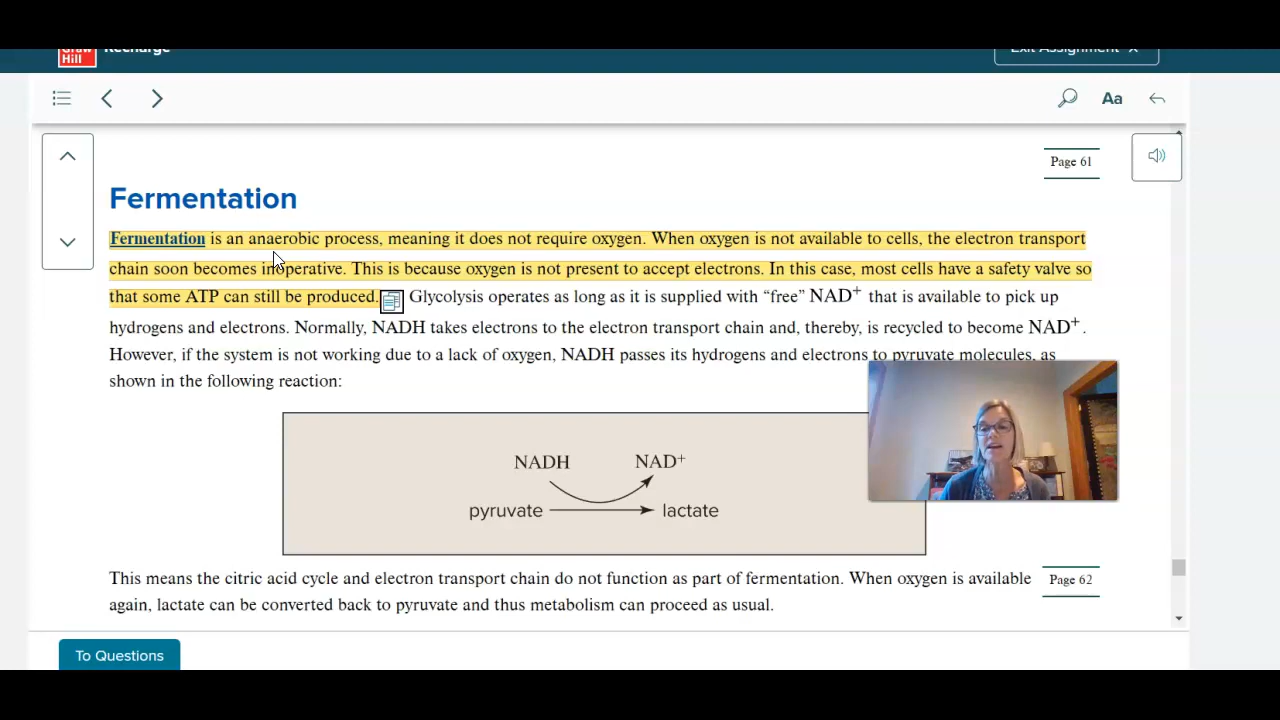 Graw
Hill
Recharge
Exit Assignment X
Aa
Page 61
Fermentation
Fermentation is an anaerobic process, meaning it does not require oxygen. When oxygen is not available to cells, the electron transport
chain soon becomes inoperative. This is because oxygen is not present to accept electrons. In this case, most cells have a safety valve so
that some ATP can still be produced. Glycolysis operates as long as it is supplied with “free” NAD+ that is available to pick up
hydrogens and electrons. Normally, NADH takes electrons to the electron transport chain and, thereby, is recycled to become NAD+.
However, if the system is not working due to a lack of oxygen, NADH passes its hydrogens and electrons to pyruvate molecules, as
shown in the following reaction:
NADH NAD+
pyruvate lactate
This means the citric acid cycle and electron transport chain do not function as part of fermentation. When oxygen is available
Page 62
again, lactate can be converted back to pyruvate and thus metabolism can proceed as usual.
To Questions